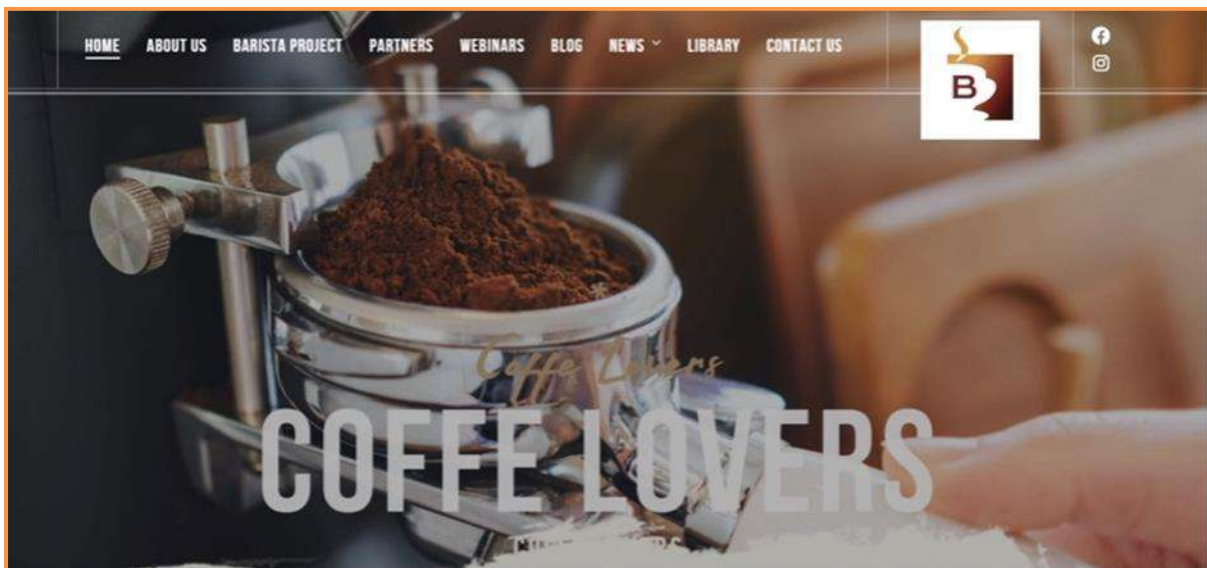 HOME ABOUT US BARISTA PROJECT PARTNERS WEBINARS BLOG NEWS LIBRARY CONTACT US
B
Coffe Lovers
COFFE LOVERS